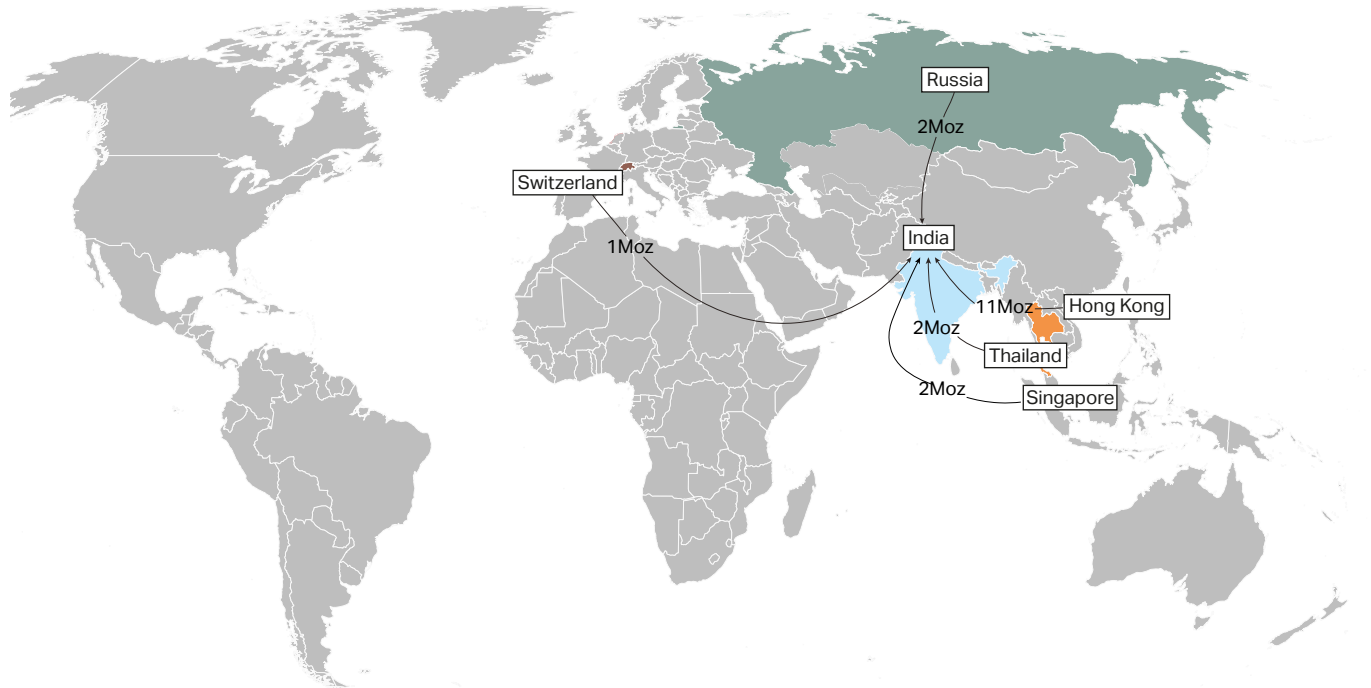 Russia
2Moz
Switzerland
India
1Moz
11Moz
Hong Kong
2Moz
Thailand
2Moz
Singapore